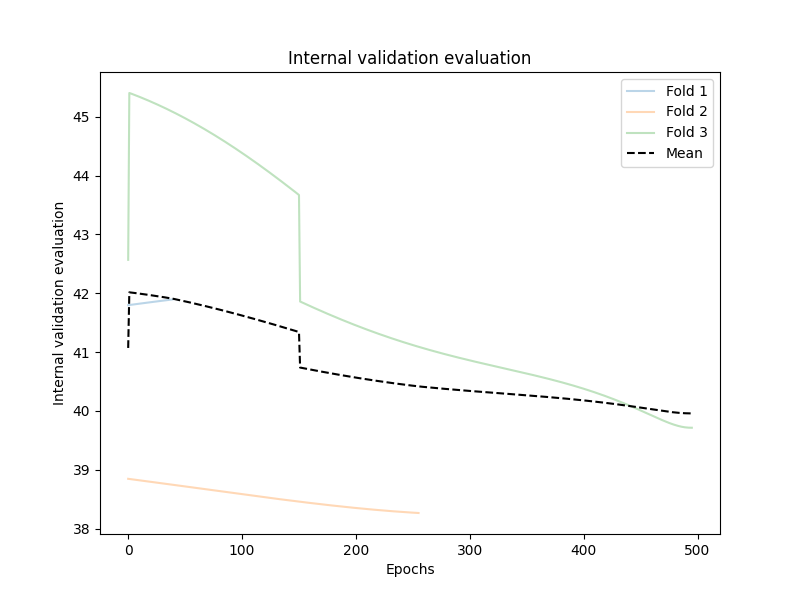 Internal validation evaluation
Fold 1
Fold 2
Fold 3
Mean
Internal validation evaluation
45
44
43
42
41
40
39
38
0
100
200
300
400
500
Epochs